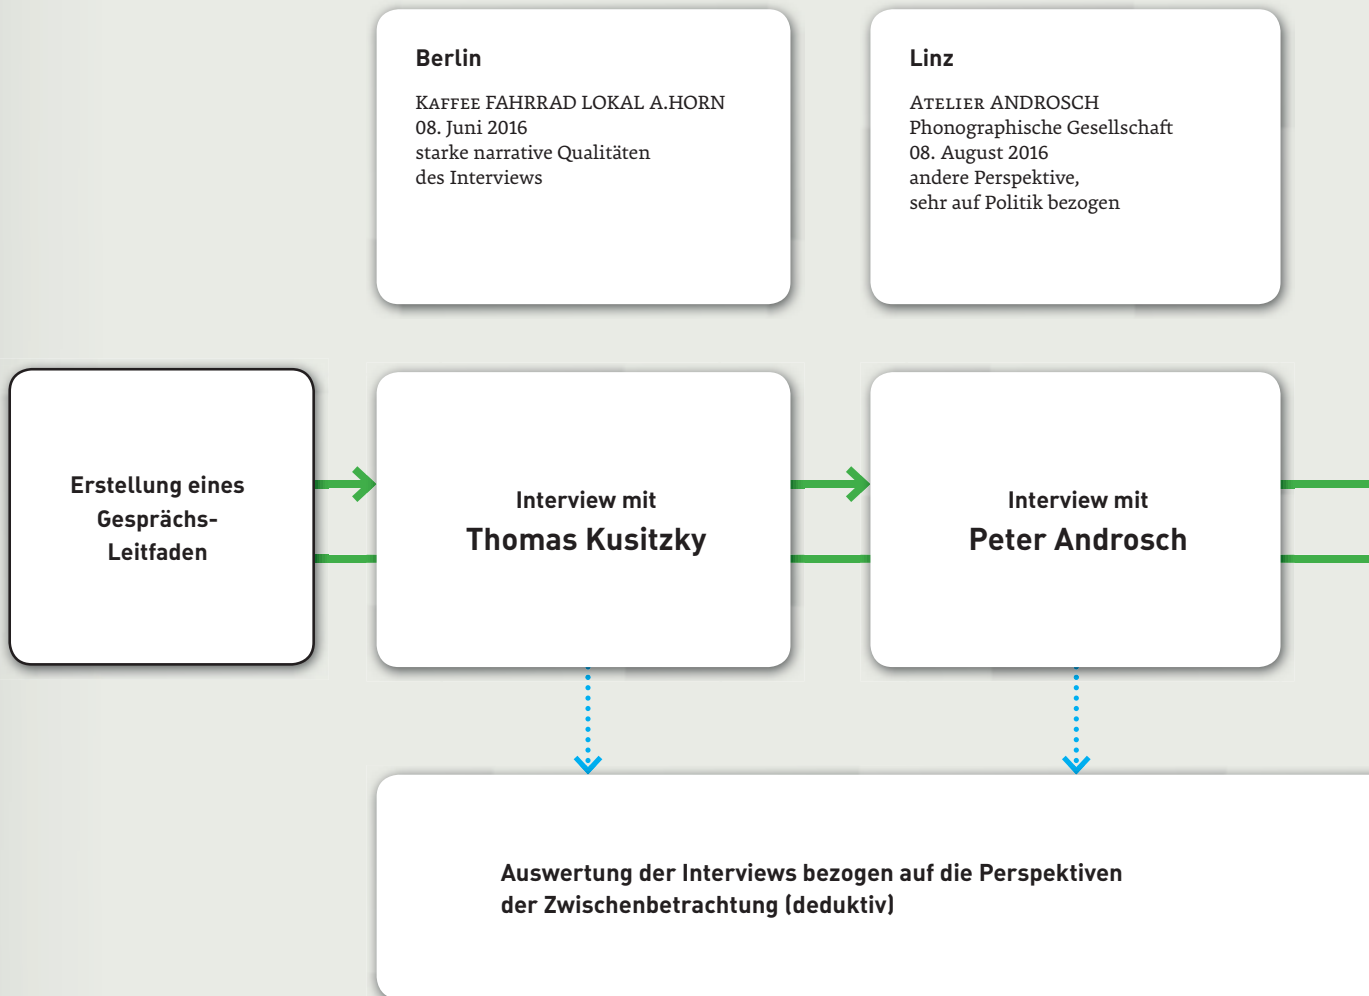 Berlin
KAFFEE FAHRRAD LOKAL A.HORN
08. Juni 2016
starke narrative Qualitäten
des Interviews
Linz
ATELIER ANDROSCH
Phonographische Gesellschaft
08. August 2016
andere Perspektive,
sehr auf Politik bezogen
Erstellung eines
Gesprächs-
Leitfaden
Interview mit
Thomas Kusitzky
Interview mit
Peter Androsch
Auswertung der Interviews bezogen auf die Perspektiven
der Zwischenbetrachtung (deduktiv)